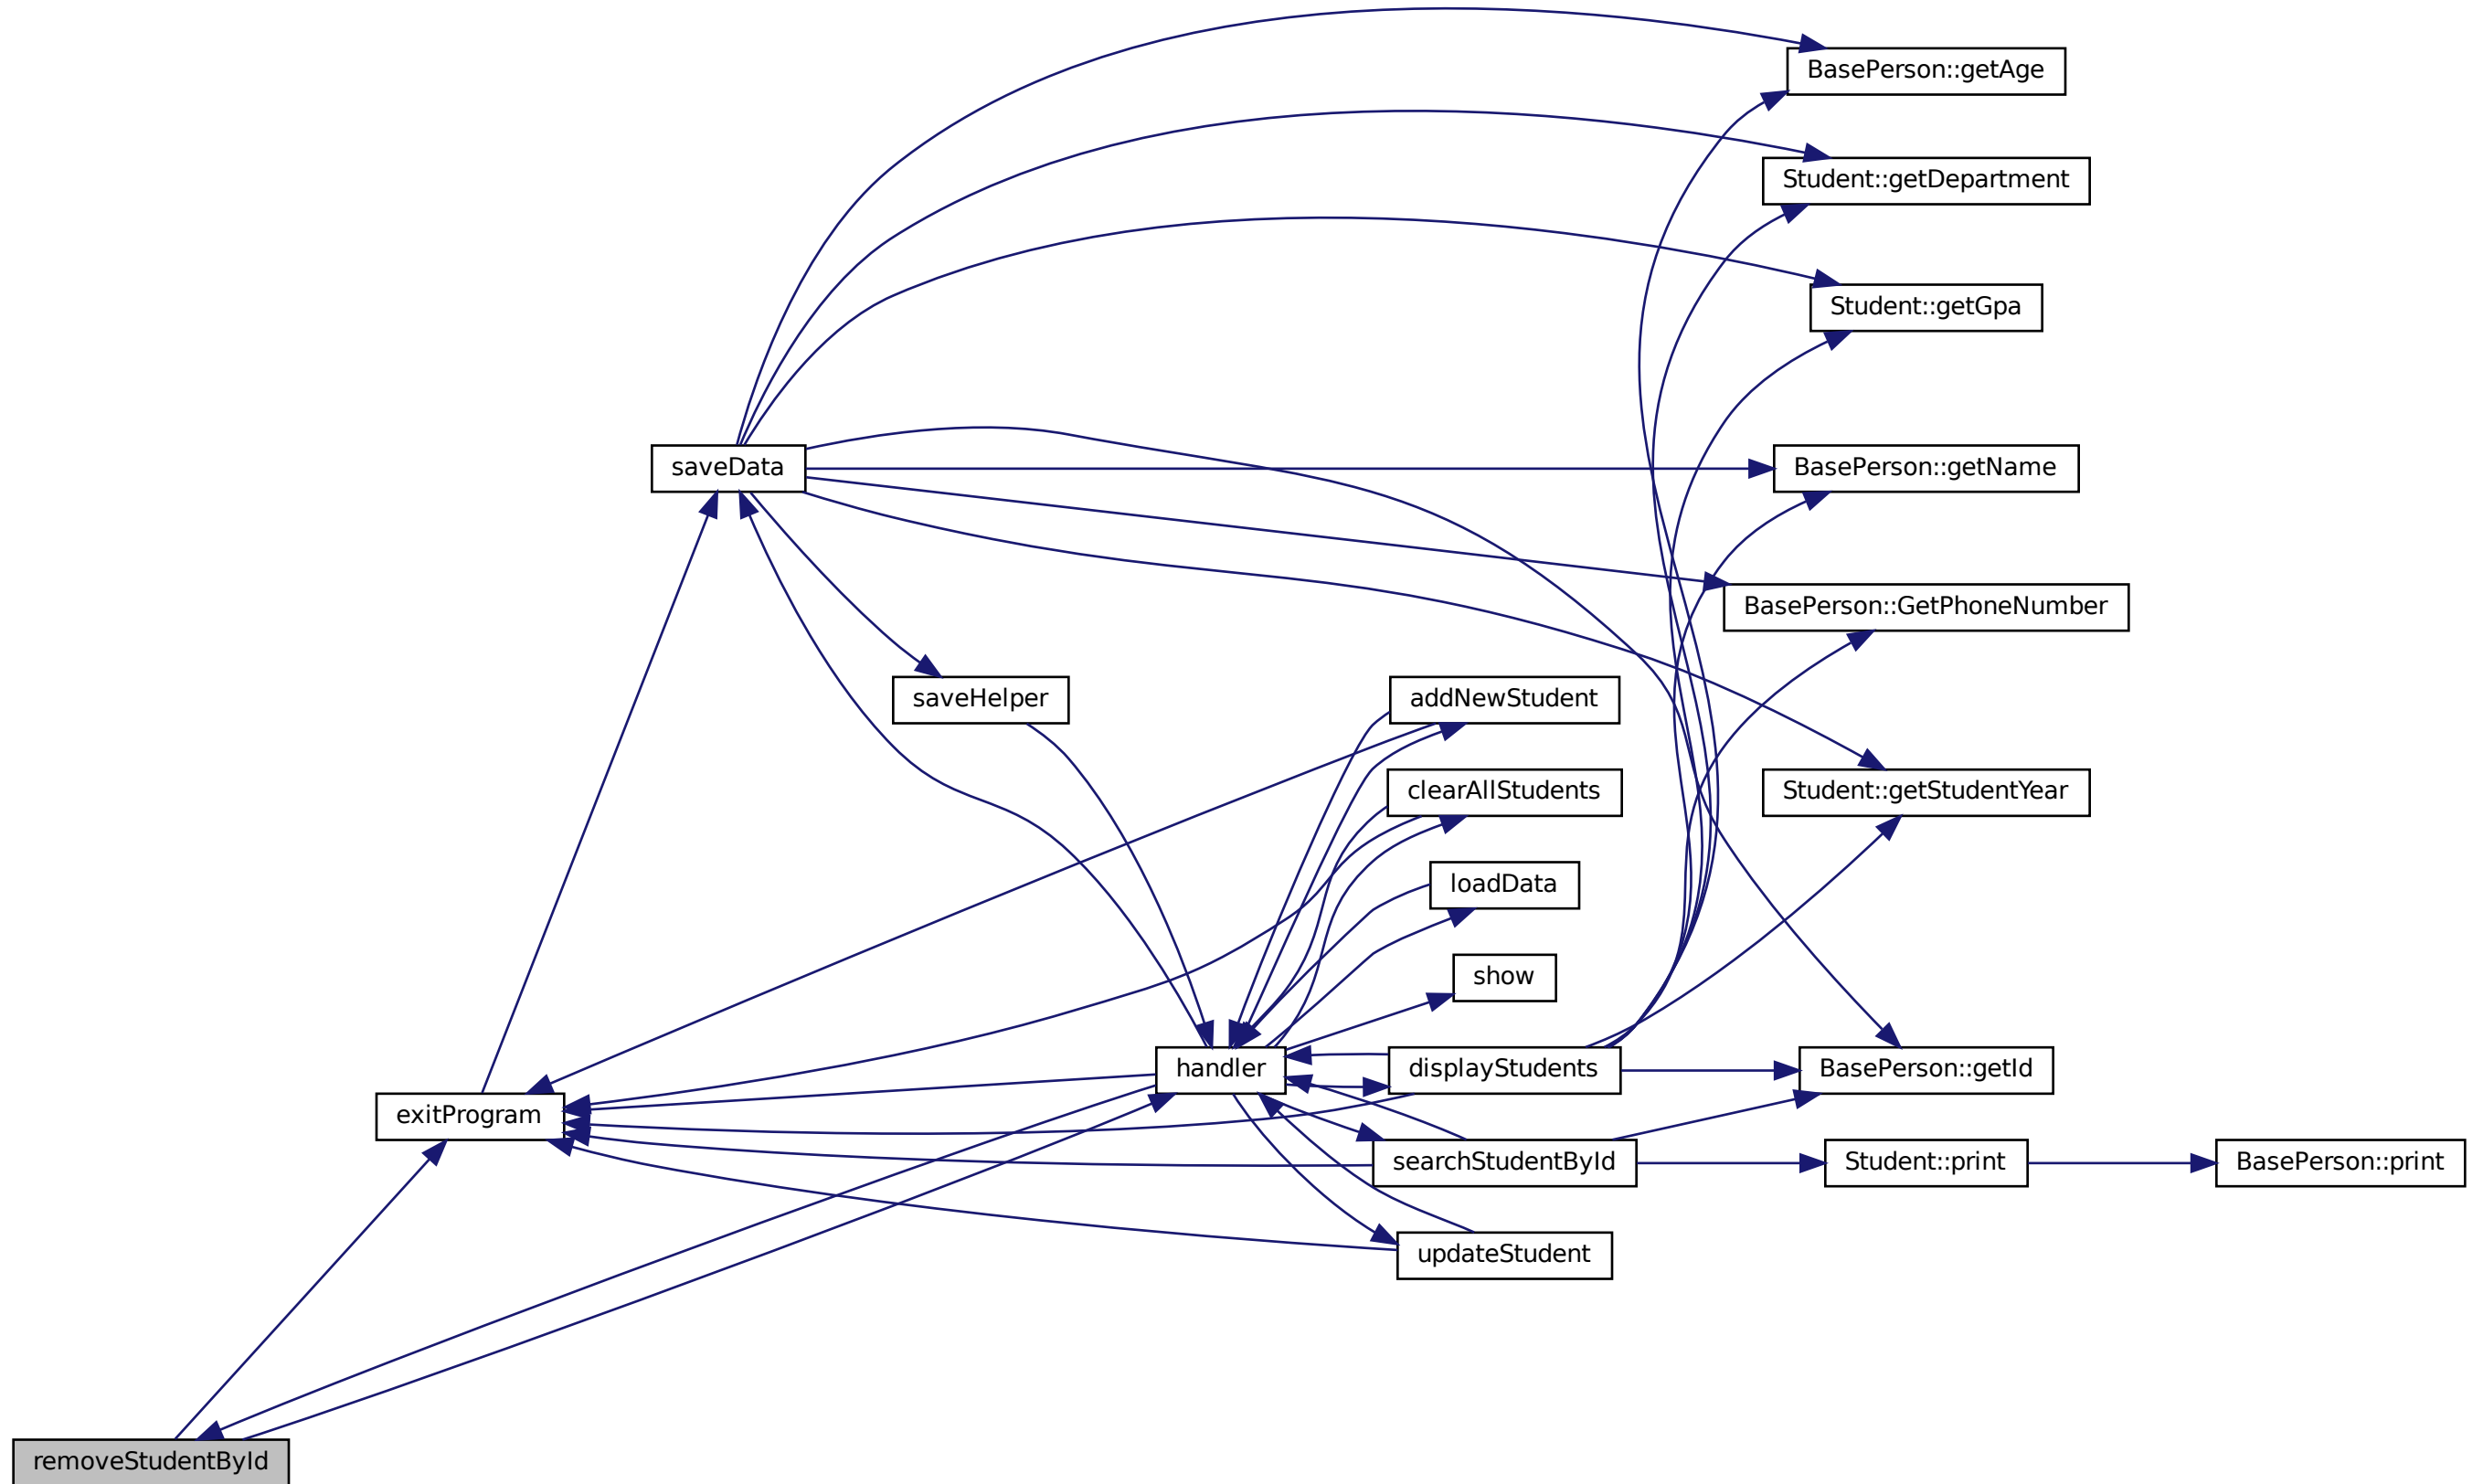 BasePerson::getAge
Student::getDepartment
Student::getGpa
saveData
BasePerson::getName
BasePerson::GetPhoneNumber
saveHelper
addNewStudent
clearAllStudents
Student::getStudentYear
loadData
show
handler
displayStudents
BasePerson::getId
exitProgram
searchStudentById
Student::print
BasePerson::print
updateStudent
removeStudentById